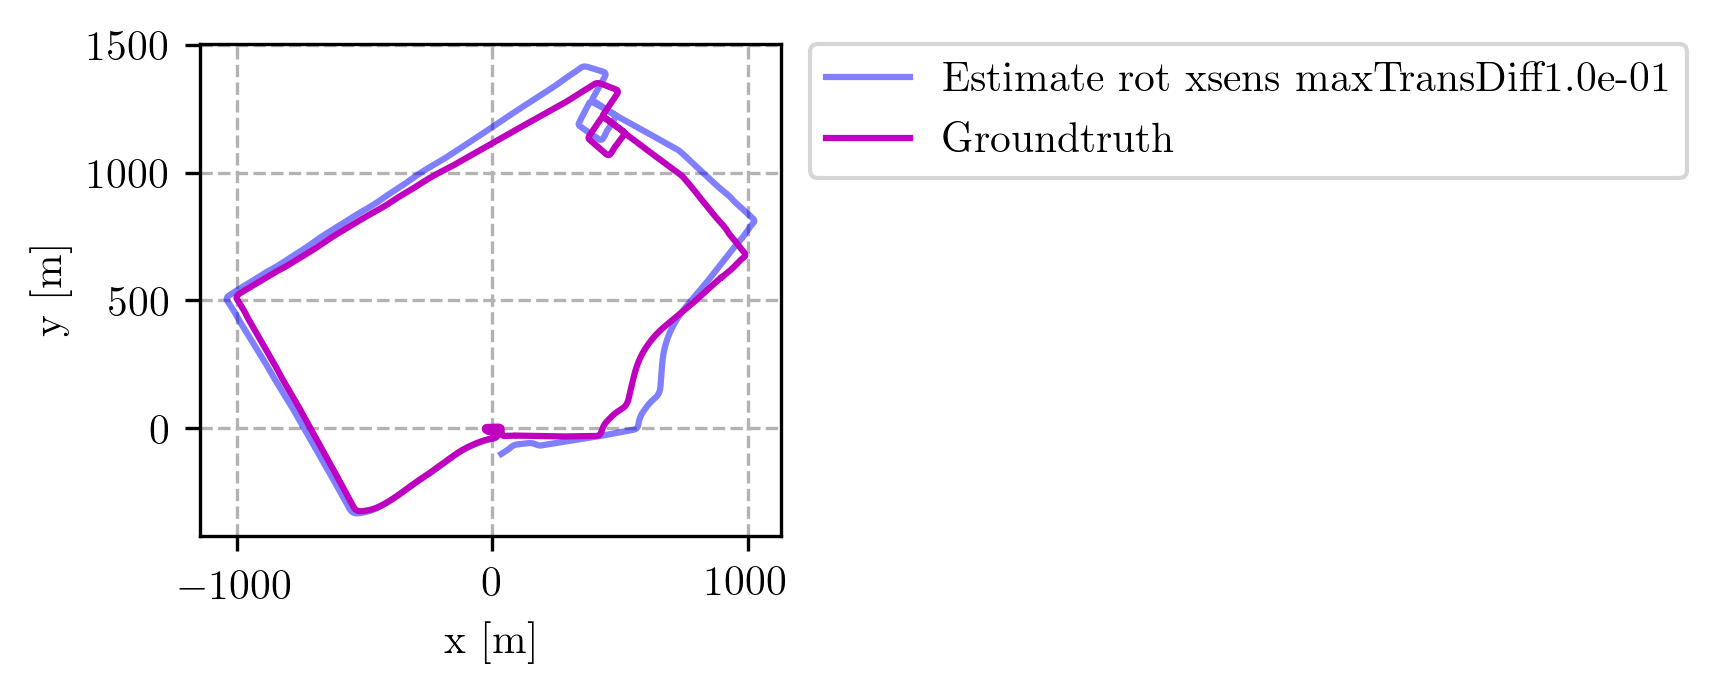 1500
1000
500
0
−1000
0
1000
y [m]
x [m]
Estimate rot xsens maxTransDiff1.0e-01
Groundtruth